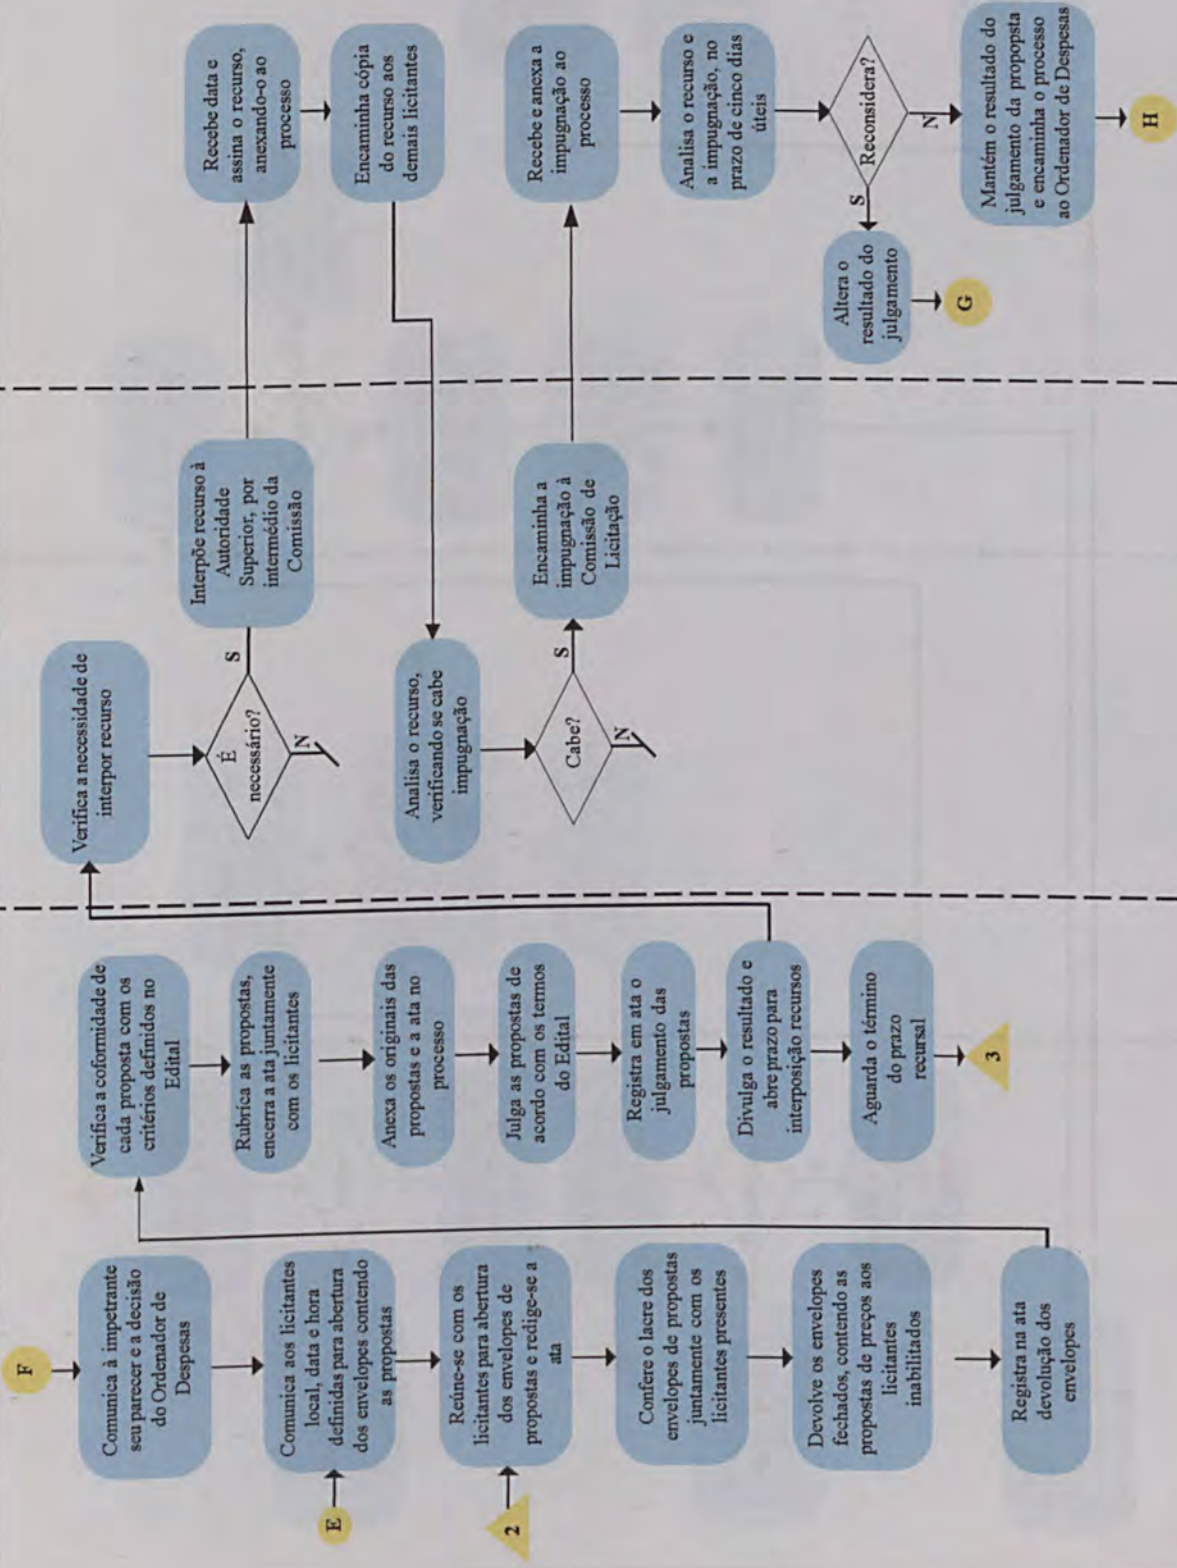 F
Comunica à impetrante
seu parecer e a decisão
do Ordenador de
Despesas
E
Comunica aos licitantes
local, data e hora
definidas para abertura
dos envelopes contendo
as propostas
2
Reúne-se com os
licitantes para abertura
dos envelopes de
propostas e redige-se a
ata
Confere o lacre dos
envelopes de propostas
juntamente com os
licitantes presentes
Devolve os envelopes
fechados, contendo as
propostas de preços aos
licitantes
inabilitados
Registra na ata
devolução dos
envelopes
Verifica a coformidade de
cada proposta com os
critérios definidos no
Edital
Rubrica as propostas,
encerra a ata juntamente
com os licitantes
Anexa os originais das
propostas e a ata no
processo
Julga as propostas de
acordo com os termos
do Edital
Registra em ata o
julgamento das
propostas
Divulga o resultado e
abre prazo para
interposição recursos
Aguarda o término
do prazo
recursal
3
Verifica a necessidade de
interpor recurso
É
necessário?
S
N
Interpõe recurso à
Autoridade
Superior, por
intermédio da
Comissão
Analisa o recurso,
verificando se cabe
impugnação
Cabe?
S
N
Encaminha a
impugnação à
Comissão de
Licitação
Recebe data e
assina o recurso,
anexando-o ao
processo
Encaminha cópia
do recurso aos
demais licitantes
Recebe e anexa a
impugnação ao
processo
Analisa o recurso e
a impugnação, no
prazo de cinco dias
úteis
Reconsidera?
S
N
Altera o
resultado do
julgamento
G
Mantém o resultado do
julgamento da propopsta
e encaminha o processo
ao Ordenador de Despesas
H